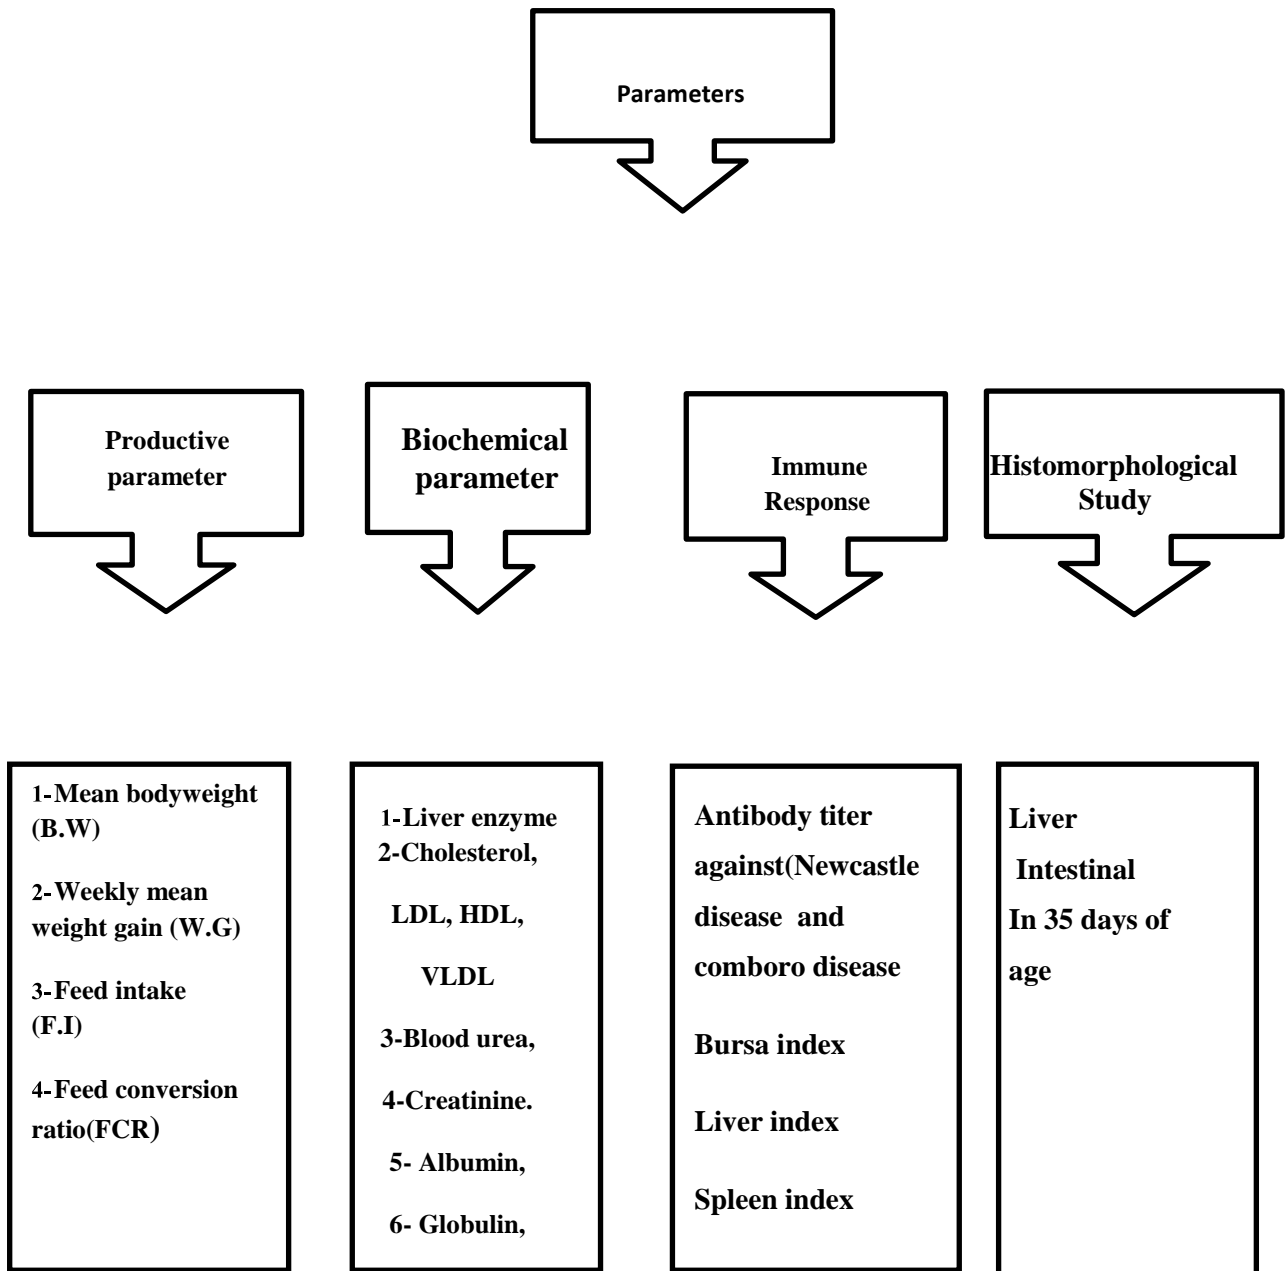 Parameters
Productive
parameter
Biochemical
parameter
Immune
Response
Histomorphological
Study
1-Mean bodyweight
(B.W)
2-Weekly mean
weight gain (W.G)
3-Feed intake
(F.I)
4-Feed conversion
ratio(FCR)
1-Liver enzyme
2-Cholesterol,
LDL, HDL,
VLDL
3-Blood urea,
4-Creatinine.
5- Albumin,
6- Globulin,
Antibody titer
against(Newcastle
disease and
comboro disease
Bursa index
Liver index
Spleen index
Liver
Intestinal
In 35 days of
age